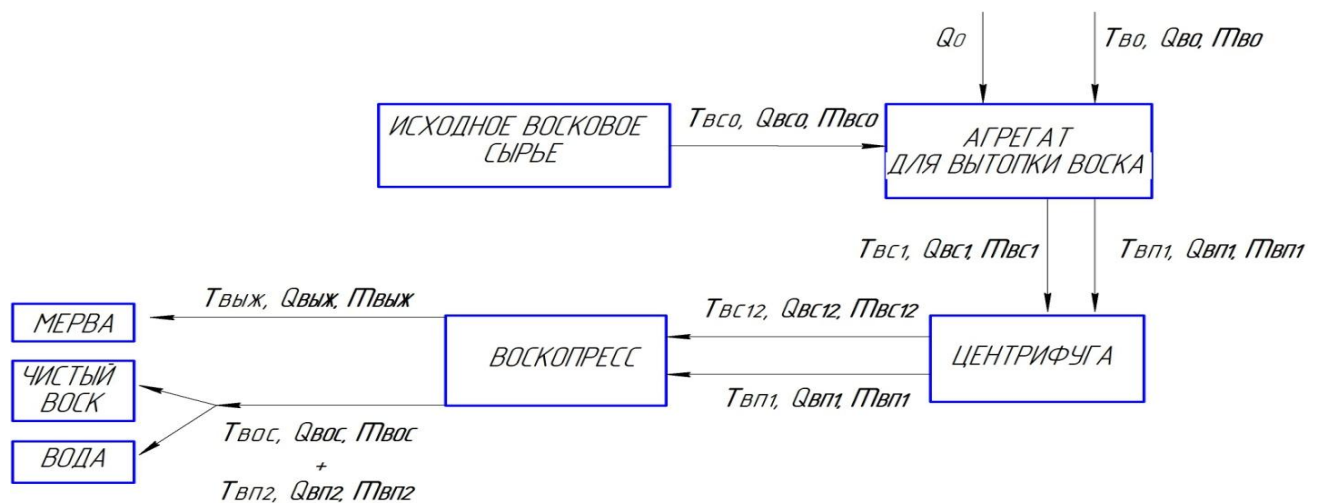 Q0
Tв0, Qв0, mв0
ИСХОДНОЕ ВОСКОВОЕ
СЫРЬЕ
Tвс0, Qвс0, mвс0
АГРЕГАТ
ДЛЯ ВЫТОПКИ ВОСКА
Tвс1, Qвс1, mвс1
Tвп1, Qвп1, mвп1
МЕРВА
Tвыж, Qвыж, mвыж
ВОСКОПРЕСС
Tвс12, Qвс12, mвс12
ЦЕНТРИФУГА
ЧИСТЫЙ
ВОСК
Tвп1, Qвп1, mвп1
ВОДА
Tвос, Qвос, mвос
+
Tвп2, Qвп2, mвп2